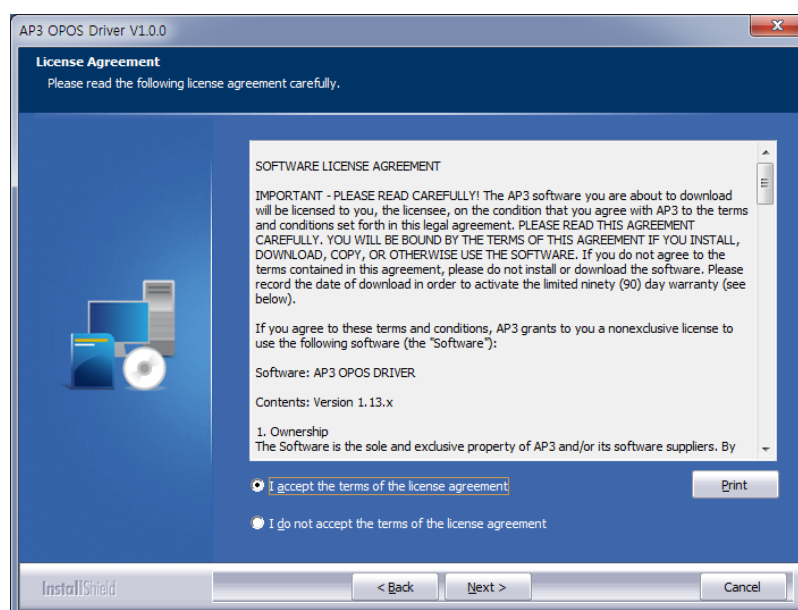 AP3 OPOS Driver V1.0.0
License Agreement
Please read the following license agreement carefully.
SOFTWARE LICENSE AGREEMENT
IMPORTANT - PLEASE READ CAREFULLY! The AP3 software you are about to download
will be licensed to you, the licensee, on the condition that you agree with AP3 to the terms
and conditions set forth in this legal agreement. PLEASE READ THIS AGREEMENT
CAREFULLY. YOU WILL BE BOUND BY THE TERMS OF THIS AGREEMENT IF YOU INSTALL,
DOWNLOAD, COPY, OR OTHERWISE USE THE SOFTWARE. If you do not agree to the
terms contained in this agreement, please do not install or download the software. Please
record the date of download in order to activate the limited ninety (90) day warranty (see
below).
If you agree to these terms and conditions, AP3 grants to you a nonexclusive license to
use the following software (the "Software"):
Software: AP3 OPOS DRIVER
Contents: Version 1.13.x
1. Ownership
The Software is the sole and exclusive property of AP3 and/or its software suppliers. By
I accept the terms of the license agreement
Print
I do not accept the terms of the license agreement
InstallShield
< Back
Next >
Cancel